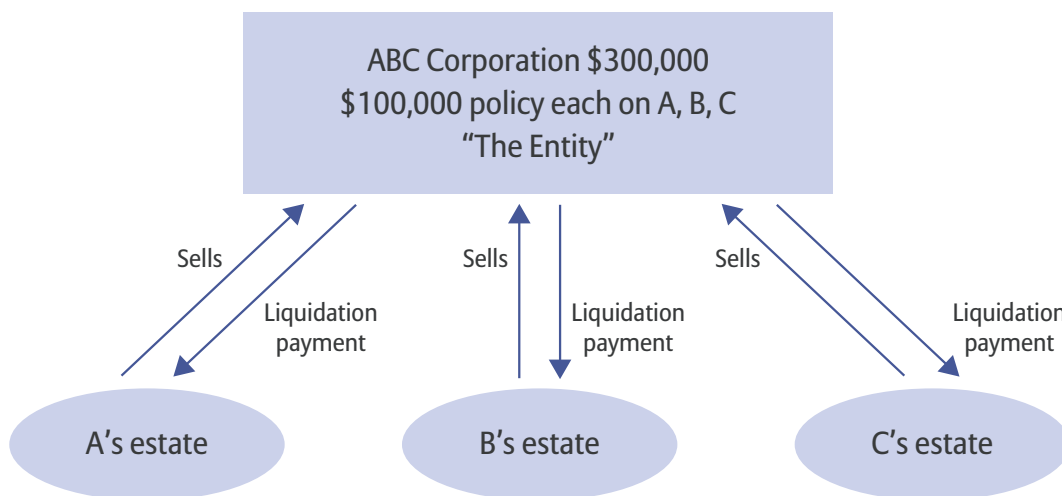 ABC Corporation $300,000
$100,000 policy each on A, B, C
“The Entity”
Sells
Liquidation
payment
Sells
Liquidation
payment
Sells
Liquidation
payment
A’s estate
B’s estate
C’s estate